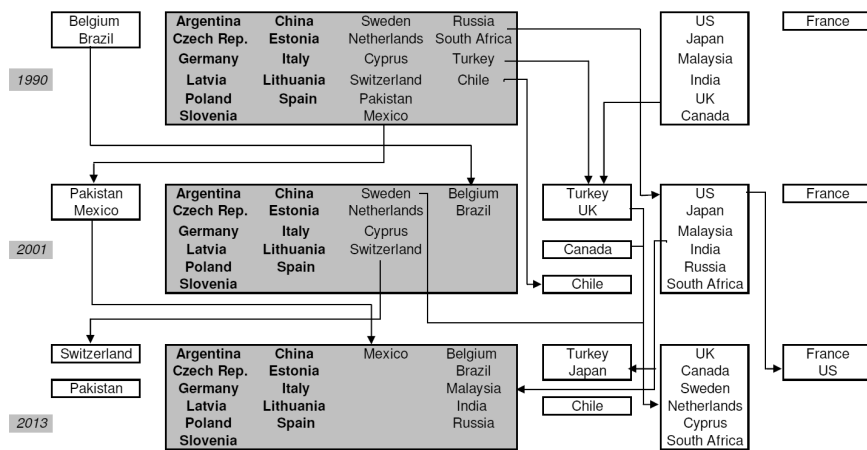 Belgium
Brazil
Argentina China Sweden Russia
Czech Rep. Estonia Netherlands South Africa
Germany Italy Cyprus Turkey
Latvia Lithuania Switzerland Chile
Poland Spain Pakistan
Slovenia Mexico
US
Japan
Malaysia
India
UK
Canada
France
1990
Pakistan
Mexico
Argentina China Sweden Belgium
Czech Rep. Estonia Netherlands Brazil
Germany Italy Cyprus
Latvia Lithuania Switzerland
Poland Spain
Slovenia
Turkey
UK
Canada
Chile
US
Japan
Malaysia
India
Russia
South Africa
France
2001
Switzerland
Pakistan
Argentina China Mexico Belgium
Czech Rep. Estonia Brazil
Germany Italy Malaysia
Latvia Lithuania India
Poland Spain Russia
Slovenia
Turkey
Japan
Chile
UK
Canada
Sweden
Netherlands
Cyprus
South Africa
France
US
2013